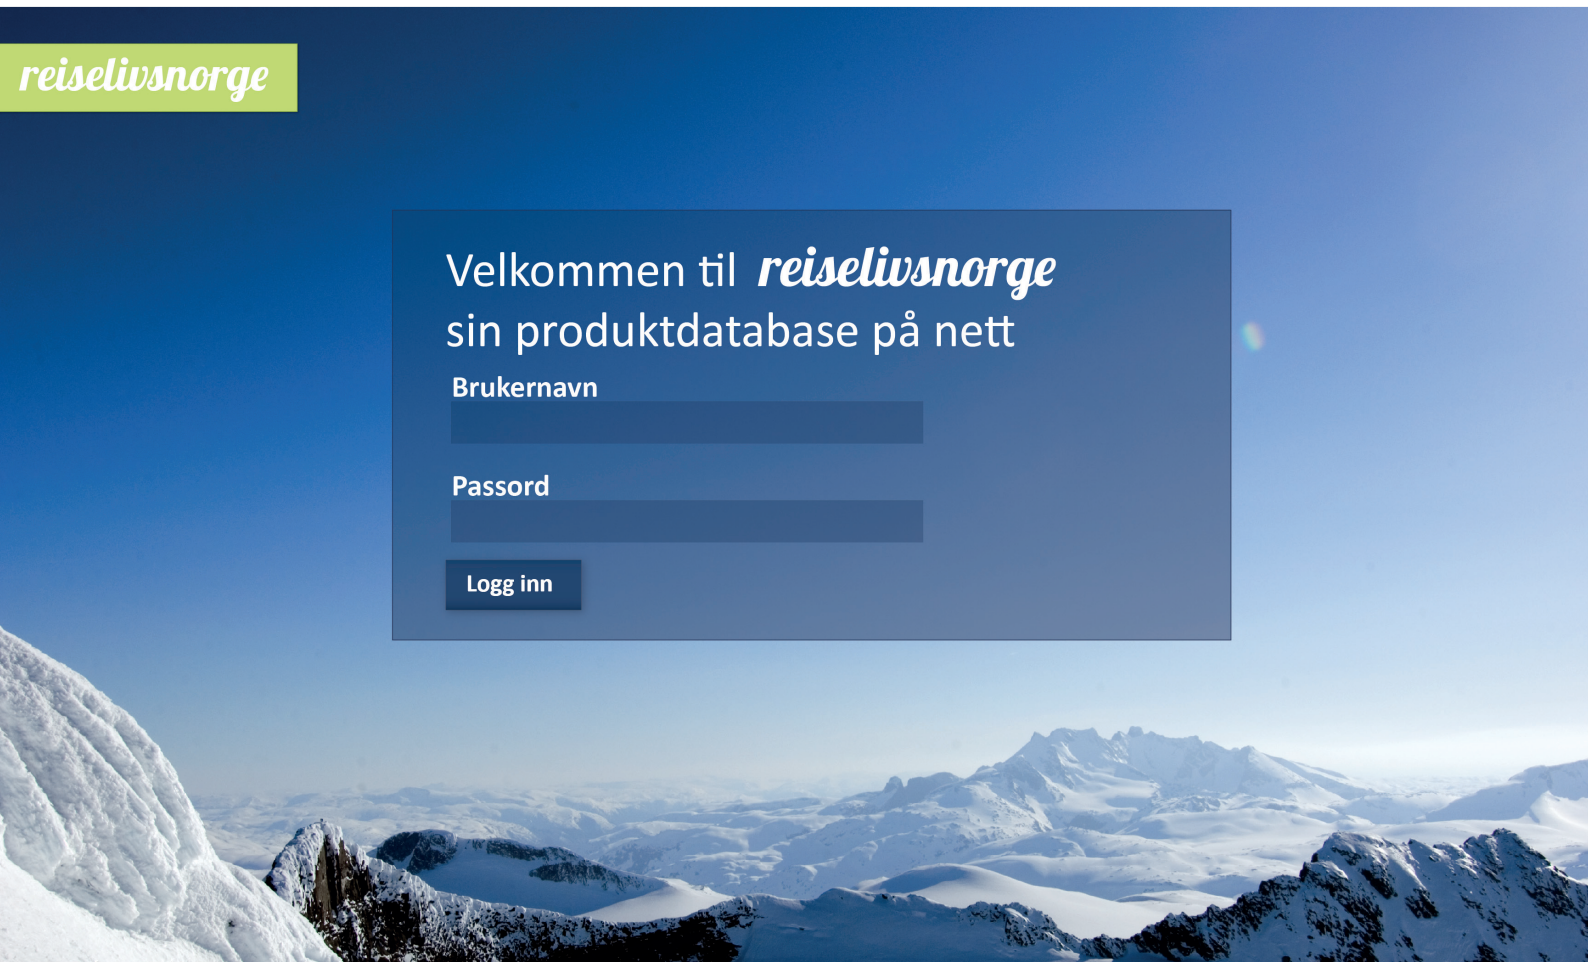 reiselivsnorge
Velkommen til reiselivsnorge
sin produktdatabase på nett
Brukernavn
Passord
Logg inn